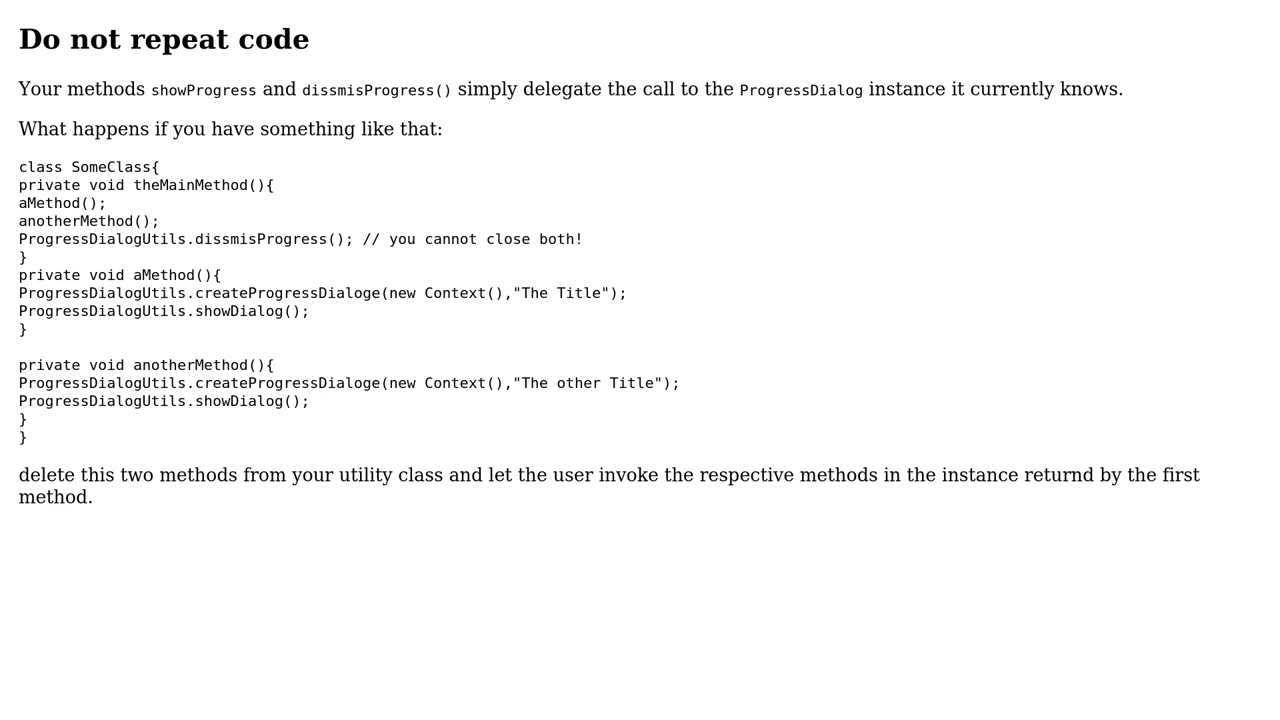 Do not repeat code
Your methods showProgress and dissmisProgress() simply delegate the call to the ProgressDialog instance it currently knows.
What happens if you have something like that:
class SomeClass{
private void theMainMethod(){
aMethod();
anotherMethod();
ProgressDialogUtils.dissmisProgress(); // you cannot close both!
}
private void aMethod(){
ProgressDialogUtils.createProgressDialoge(new Context(),"The Title");
ProgressDialogUtils.showDialog();
}
private void anotherMethod(){
ProgressDialogUtils.createProgressDialoge(new Context(),"The other Title");
ProgressDialogUtils.showDialog();
}
}
delete this two methods from your utility class and let the user invoke the respective methods in the instance returnd by the first
method.